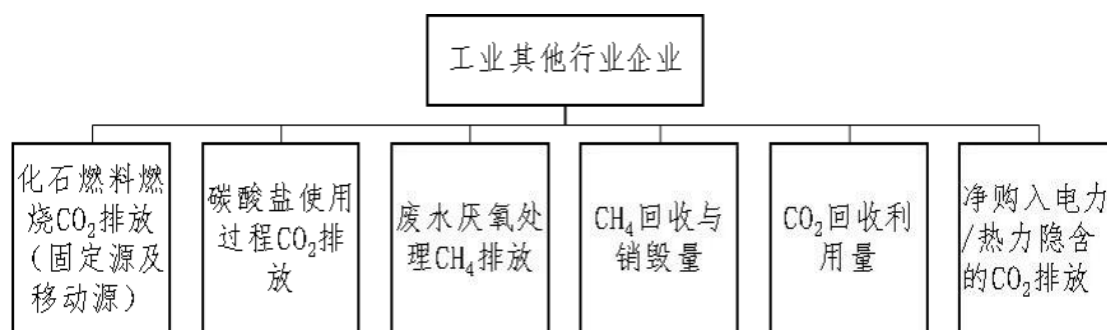 工业其他行业企业
化石燃料燃
烧CO₂排放
（固定源及
移动源）
碳酸盐使用
过程CO₂排
放
废水厌氧处
理CH₄排放
CH₄回收与
销毁量
CO₂回收利
用量
净购入电力
/热力隐含
的CO₂排放